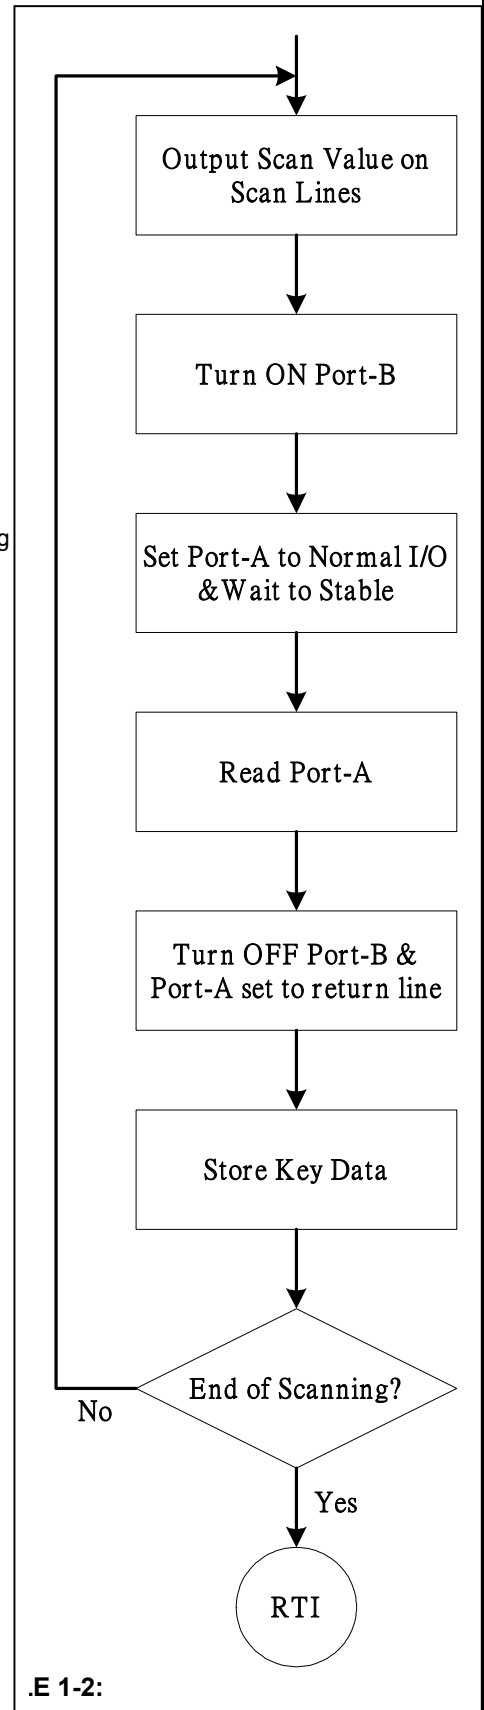 Output Scan Value on
Scan Lines
Turn ON Port-B
g
Set Port-A to Normal I/O
&Wait to Stable
Read Port-A
Turn OFF Port-B &
Port-A set to return line
Store Key Data
End of Scanning?
No
Yes
RTI
.E 1-2: